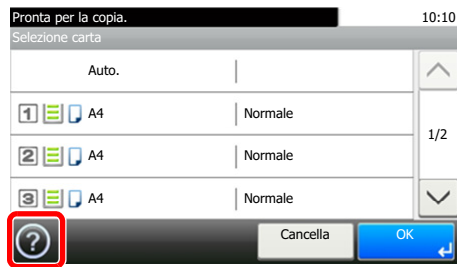 Pronta per la copia. 10:10
Selezione carta
Auto.
1 A4 Normale
2 A4 Normale
1/2
3 A4 Normale
? Cancella OK